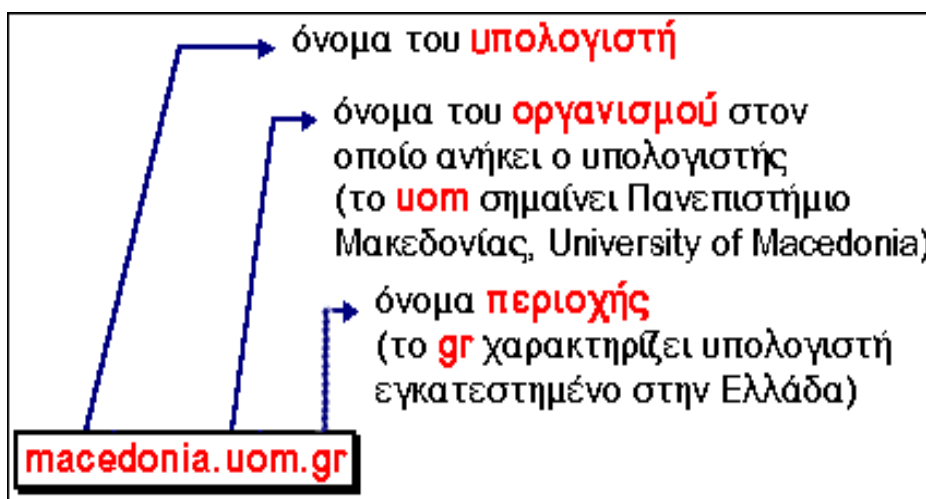 όνομα του υπολογιστή
όνομα του οργανισμού στον
οποίο ανήκει ο υπολογιστής
(το uom σημαίνει Πανεπιστήμιο
Μακεδονίας, University of Macedonia)
όνομα περιοχής
(το gr χαρακτηρίζει υπολογιστή
εγκατεστημένο στην Ελλάδα)
macedonia.uom.gr